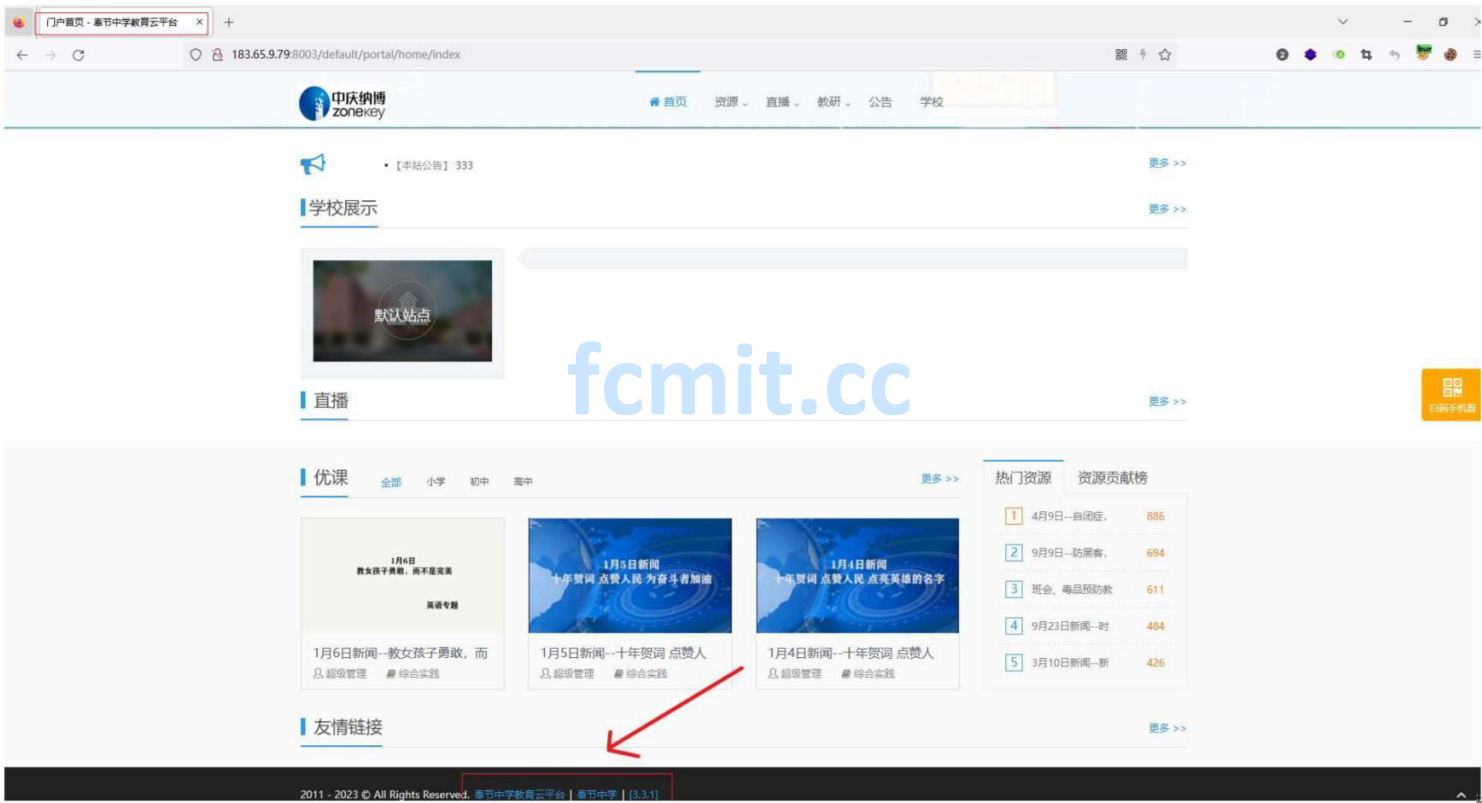 门户首页 - 奉节中学教育云平台
183.65.9.79:8003/default/portal/home/index
中庆纳博
zonekey
首页 资源 直播 教研 公告 学校
【本站公告】 333
更多 >>
学校展示
更多 >>
默认站点
fcmit.cc
直播
更多 >>
扫码手机看
优课 全部 小学 初中 高中
更多 >>
热门资源 资源贡献榜
1 4月9日--自闭症, 886
2 9月9日--防黑客, 694
3 班会、毒品预防教 611
4 9月23日新闻--时 484
5 3月10日新闻--新 426
1月6日
教女孩子勇敢,而不是完美
英语专题
1月5日新闻
十年贺词 点赞人民 为奋斗者加油
1月4日新闻
十年贺词 点赞人民 点亮英雄的名字
1月6日新闻--教女孩子勇敢,而
超级管理 综合实践
1月5日新闻--十年贺词 点赞人
超级管理 综合实践
1月4日新闻--十年贺词 点赞人
超级管理 综合实践
友情链接
更多 >>
2011 - 2023 © All Rights Reserved. 奉节中学教育云平台 | 奉节中学 | [3.3.1]